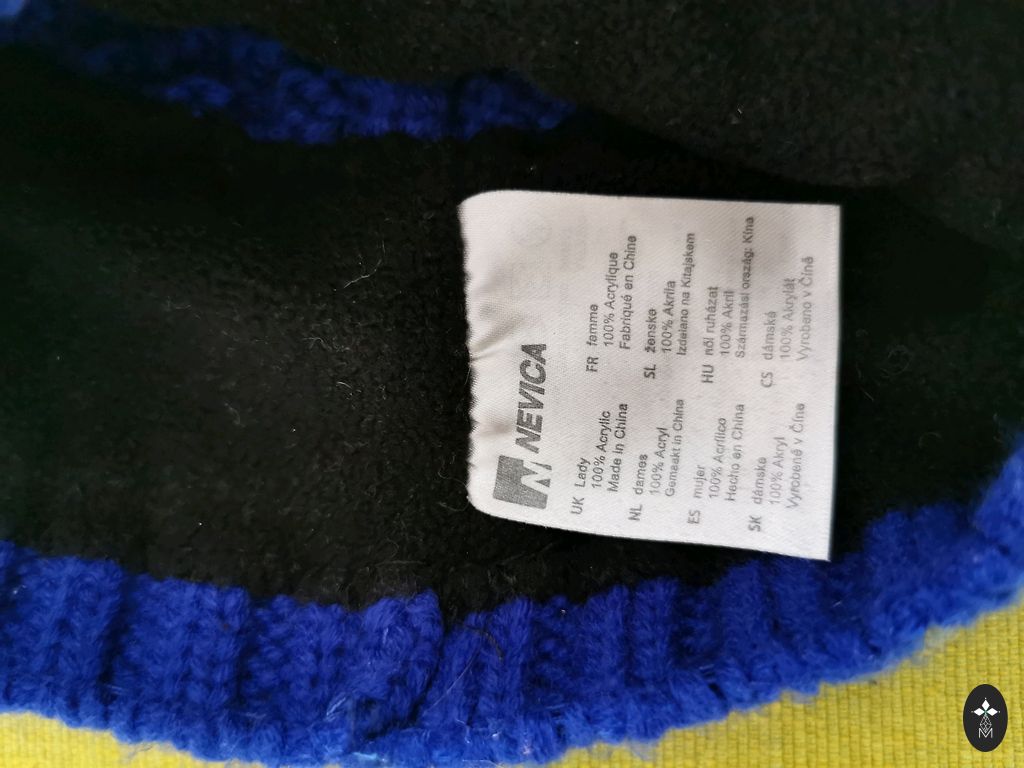 NEVICA
UK Lady
100% Acrylic
Made in China
NL dames
100% Acryl
Gemaakt in China
ES mujer
100% Acrílico
Hecho en China
SK dámske
100% Akryl
Vyrobené v Číne
FR femme
100% Acrylique
Fabriqué en Chine
SL ženske
100% Akrila
Izdelano na Kitajskem
HU női ruházat
100% Akril
Származási ország: Kína
CS dámská
100% Akrylát
Vyrobeno v Číně
M